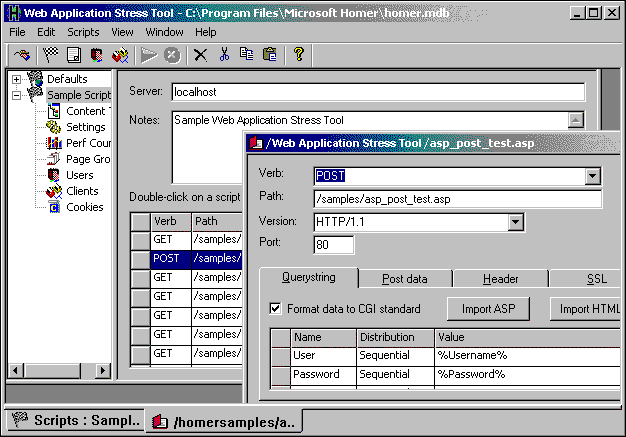 Web Application Stress Tool - C:\Program Files\Microsoft Homer\homer.mdb
File Edit Scripts View Window Help
Defaults
Sample Script
Content T
Settings
Perf Coun
Page Gro
Users
Clients
Cookies
Server: localhost
Notes: Sample Web Application Stress Tool
Double-click on a script
Verb Path
GET /samples/
POST /samples/
GET /samples/
GET /samples/
GET /samples/
GET /samples/
GET /samples/
/Web Application Stress Tool /asp_post_test.asp
Verb: POST
Path: /samples/asp_post_test.asp
Version: HTTP/1.1
Port: 80
Querystring Post data Header SSL
Format data to CGI standard Import ASP Import HTML
Name Distribution Value
User Sequential %Username%
Password Sequential %Password%
Scripts : Sampl.. /homersamples/a..